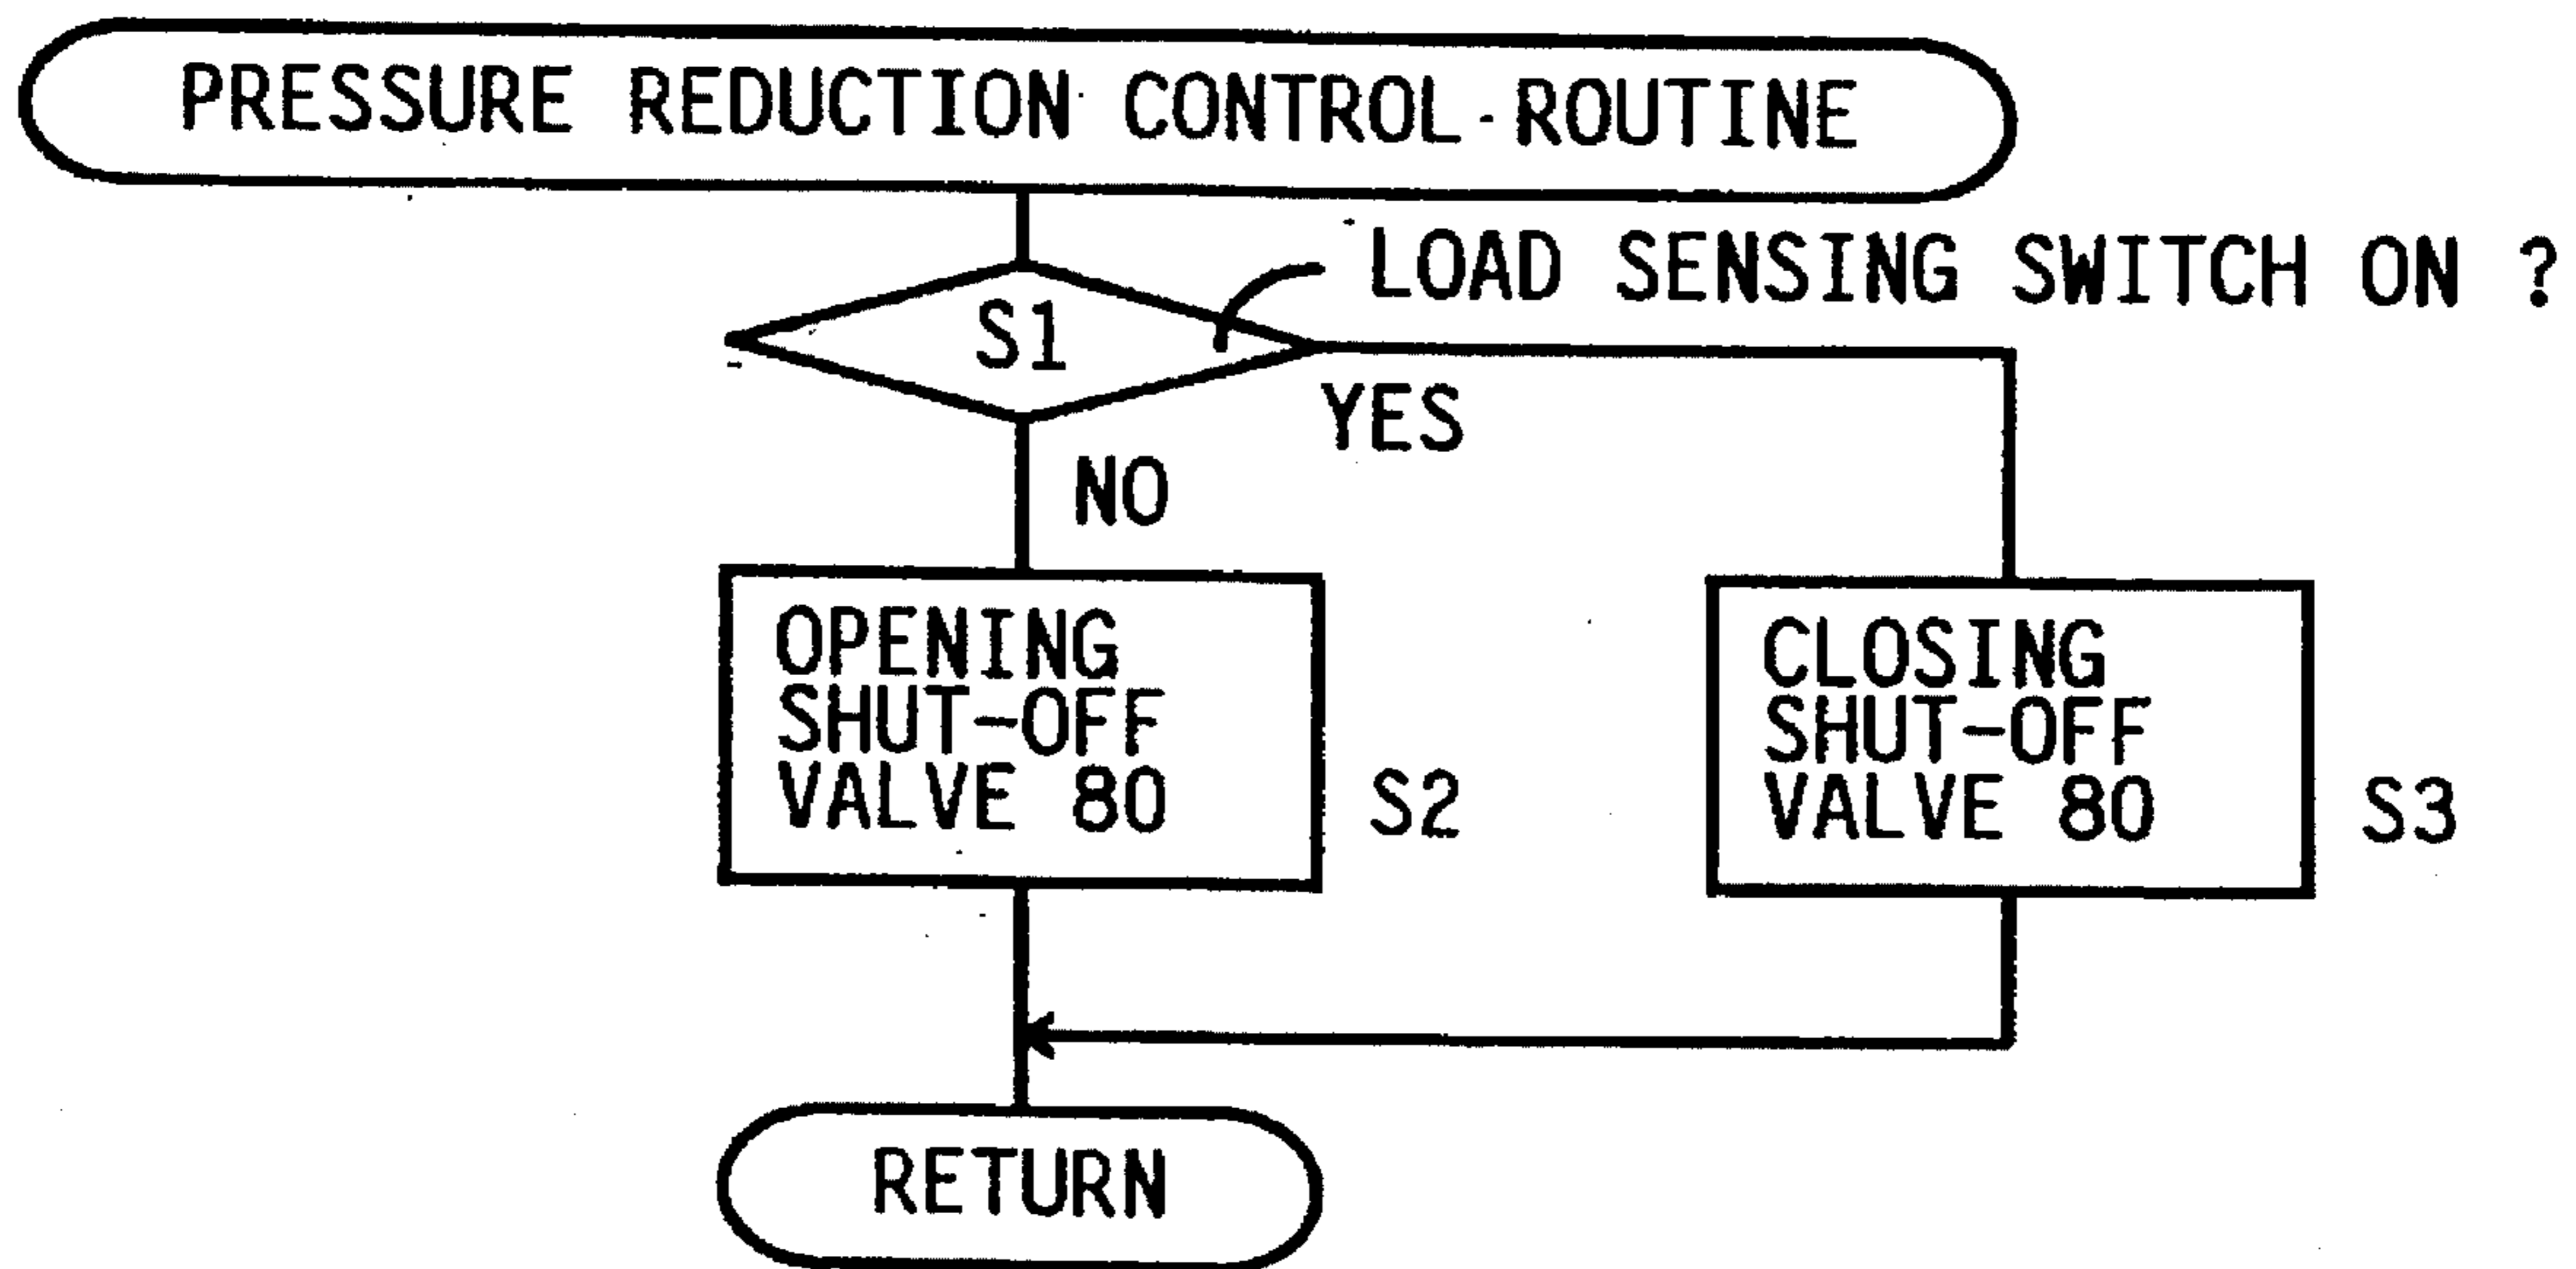 PRESSURE REDUCTION CONTROL ROUTINE
LOAD SENSING SWITCH ON ?
S1
YES
NO
OPENING
SHUT-OFF
VALVE 80
S2
CLOSING
SHUT-OFF
VALVE 80
S3
RETURN